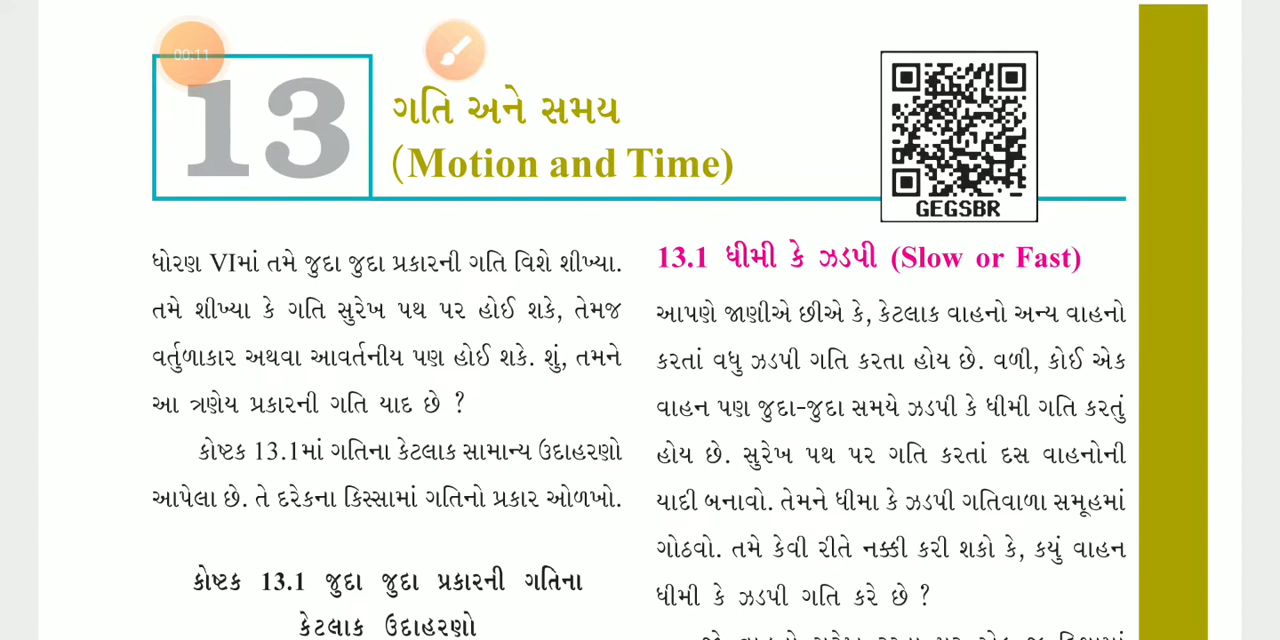 00:11
13
ગતિ અને સમય
(Motion and Time)
GEGSBR
ધોરણ VIમાં તમે જુદા જુદા પ્રકારની ગતિ વિશે શીખ્યા.
તમે શીખ્યા કે ગતિ સુરેખ પથ પર હોઈ શકે, તેમજ
વર્તુળાકાર અથવા આવર્તનીય પણ હોઈ શકે. શું, તમને
આ ત્રણેય પ્રકારની ગતિ યાદ છે ?
કોષ્ટક 13.1માં ગતિના કેટલાક સામાન્ય ઉદાહરણો
આપેલા છે. તે દરેકના કિસ્સામાં ગતિનો પ્રકાર ઓળખો.
કોષ્ટક 13.1 જુદા જુદા પ્રકારની ગતિના
કેટલાક ઉદાહરણો
13.1 ધીમી કે ઝડપી (Slow or Fast)
આપણે જાણીએ છીએ કે, કેટલાક વાહનો અન્ય વાહનો
કરતાં વધુ ઝડપી ગતિ કરતા હોય છે. વળી, કોઈ એક
વાહન પણ જુદા-જુદા સમયે ઝડપી કે ધીમી ગતિ કરતું
હોય છે. સુરેખ પથ પર ગતિ કરતાં દસ વાહનોની
યાદી બનાવો. તેમને ધીમા કે ઝડપી ગતિવાળા સમૂહમાં
ગોઠવો. તમે કેવી રીતે નક્કી કરી શકો કે, કયું વાહન
ધીમી કે ઝડપી ગતિ કરે છે ?